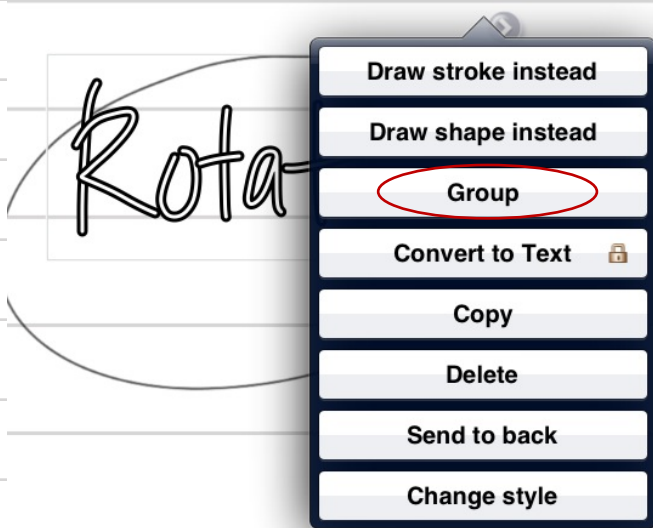 Rota
Draw stroke instead
Draw shape instead
Group
Convert to Text
Copy
Delete
Send to back
Change style